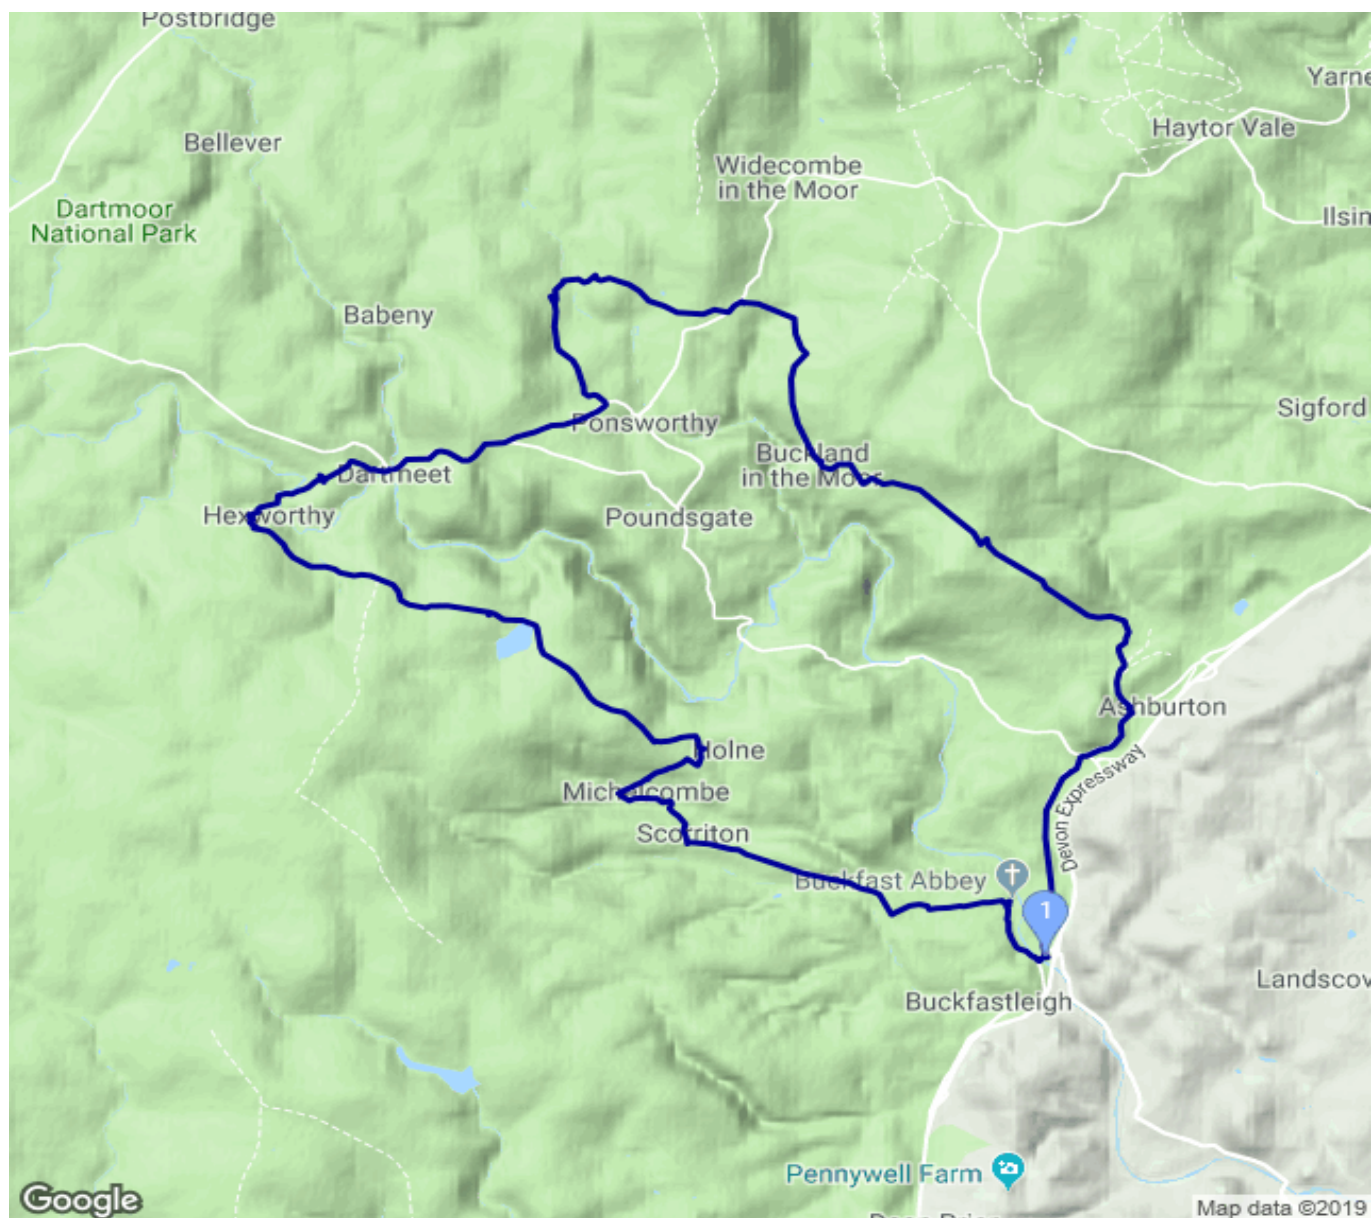 Postbridge
Yarne
Haytor Vale
Bellever
Widecombe
in the Moor
Dartmoor
National Park
Ilsin
Babeny
Sigford
Ponsworthy
Buckland
in the Moor
Dartmeet
Hexworthy
Poundsgate
Ashburton
Holne
Devon Expressway
Michelcombe
Scorriton
Buckfast Abbey
1
Landscov
Buckfastleigh
Pennywell Farm
Google
Map data ©2019